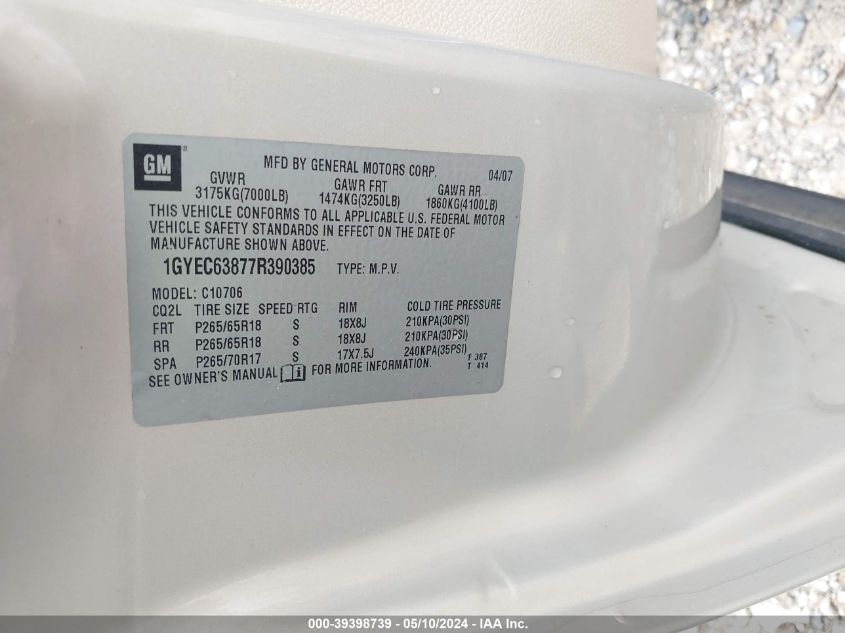 GM ®
MFD BY GENERAL MOTORS CORP. 04/07
GVWR GAWR FRT GAWR RR
3175KG(7000LB) 1474KG(3250LB) 1860KG(4100LB)
THIS VEHICLE CONFORMS TO ALL APPLICABLE U.S. FEDERAL MOTOR
VEHICLE SAFETY STANDARDS IN EFFECT ON THE DATE OF
MANUFACTURE SHOWN ABOVE.
1GYEC63877R390385 TYPE: M.P.V.
MODEL: C10706
CQ2L TIRE SIZE SPEED RTG RIM COLD TIRE PRESSURE
FRT P265/65R18 S 18X8J 210KPA(30PSI)
RR P265/65R18 S 18X8J 210KPA(30PSI)
SPA P265/70R17 S 17X7.5J 240KPA(35PSI) F 387
SEE OWNER'S MANUAL i FOR MORE INFORMATION. T 414
000-39398739 - 05/10/2024 - IAA Inc.